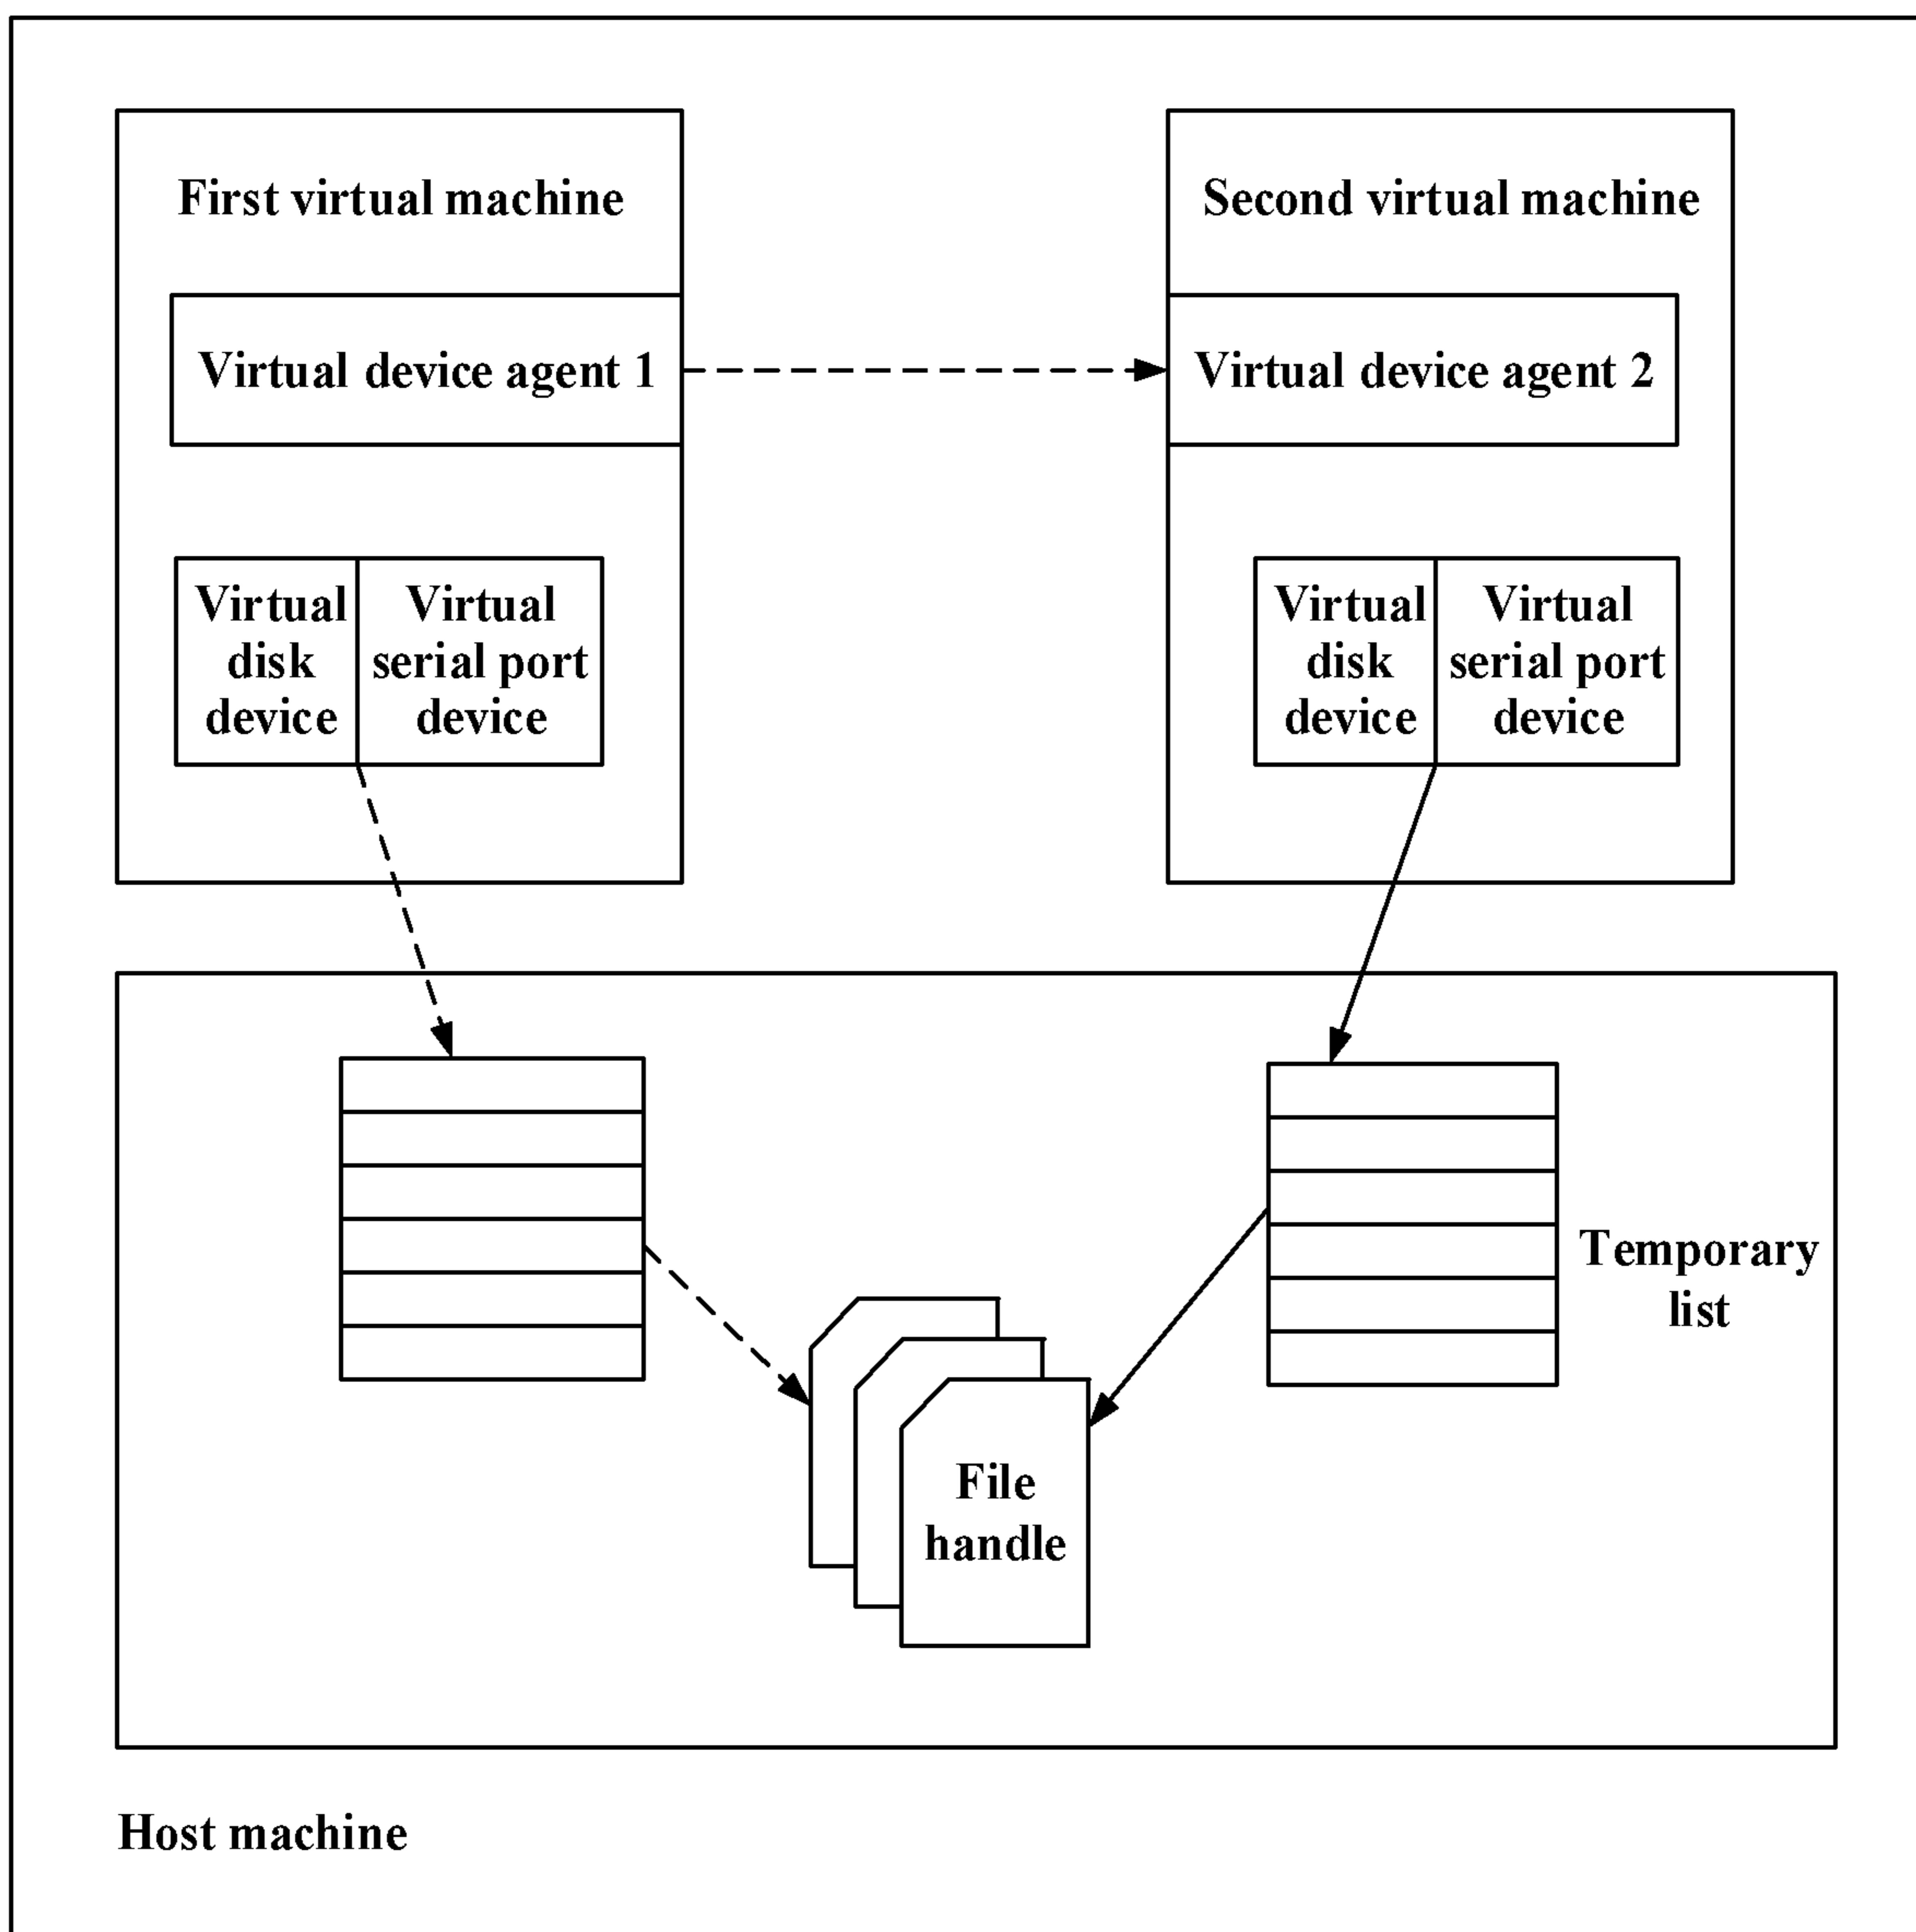 First virtual machine
Second virtual machine
Virtual device agent 1
Virtual device agent 2
Virtual
disk
device
Virtual
serial port
device
Virtual
disk
device
Virtual
serial port
device
Temporary
list
File
handle
Host machine